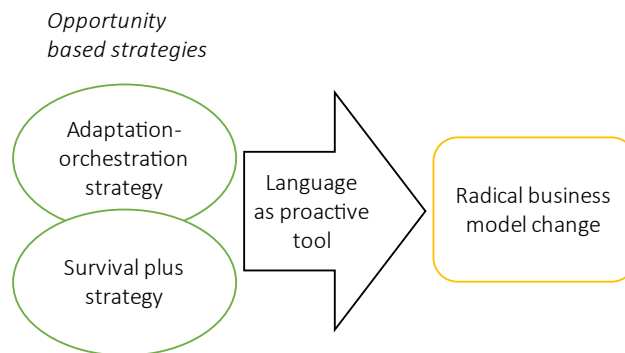 Opportunity
based strategies
Adaptation-
orchestration
strategy
Survival plus
strategy
Language
as proactive
tool
Radical business
model change